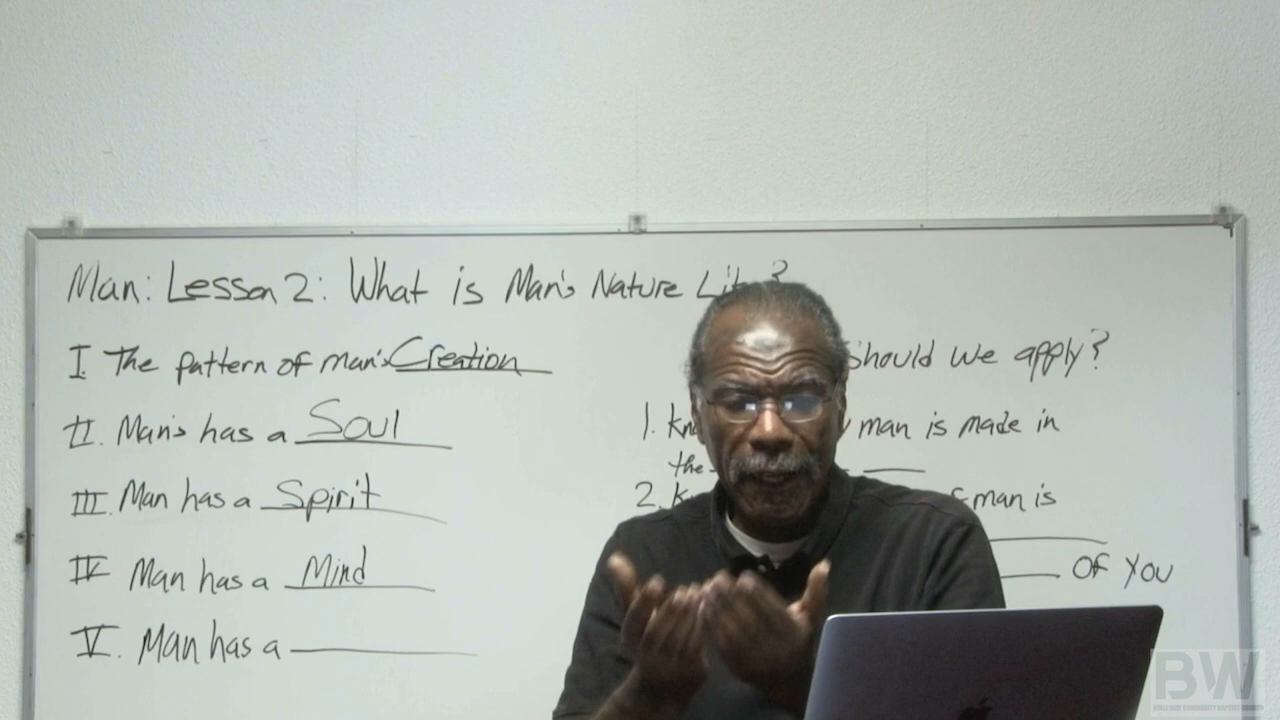 Man: Lesson 2: What is Man's Nature
I. The pattern of man's Creation
II. Man's has a Soul
III. Man has a Spirit
IV. Man has a Mind
V. Man has a
Should we apply?
1. man is made in
the
2. man is
of you
BW